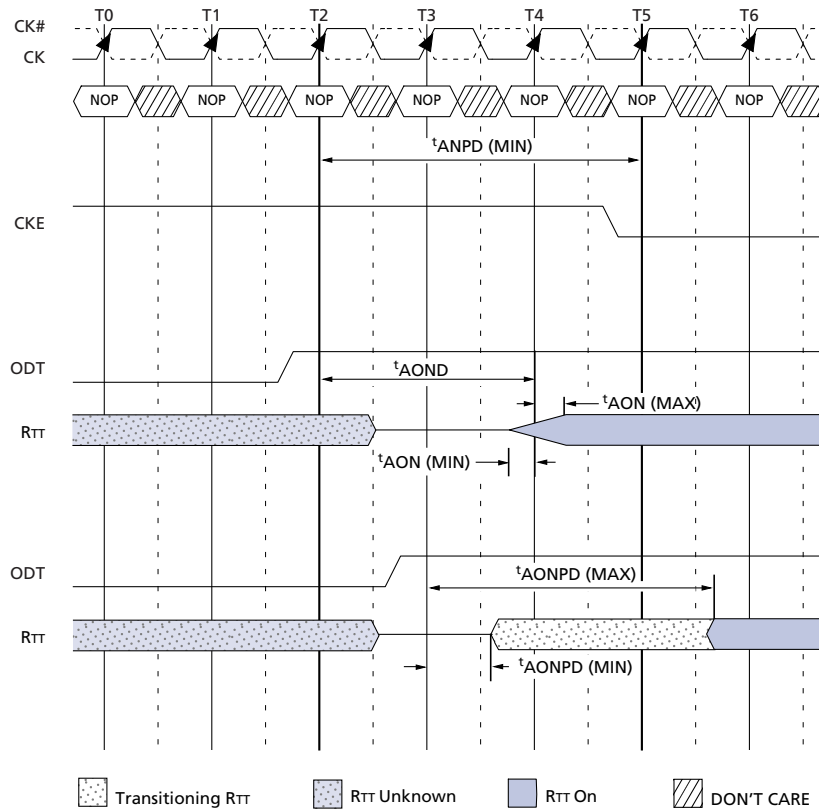 T0 T1 T2 T3 T4 T5 T6
CK#
CK
NOP NOP NOP NOP NOP NOP NOP
tANPD (MIN)
CKE
ODT
tAOND
tAON (MAX)
RTT
tAON (MIN)
ODT
tAONPD (MAX)
RTT
tAONPD (MIN)
Transitioning RTT RTT Unknown RTT On DON'T CARE